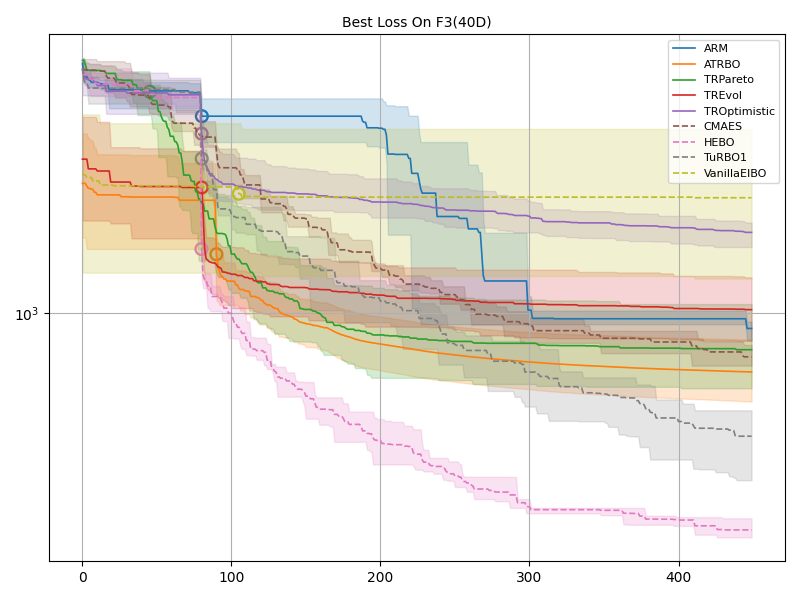 Best Loss On F3(40D)
ARM
ATRBO
TRPareto
TREvol
TROptimistic
CMAES
HEBO
TuRBO1
VanillaEIBO
10³
0 100 200 300 400